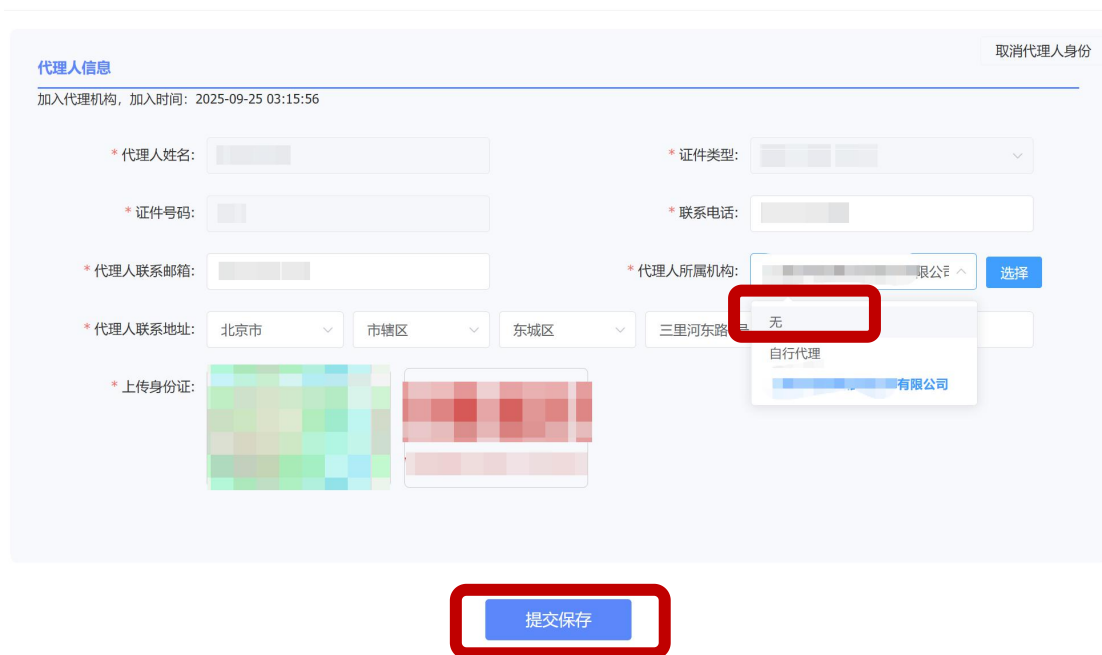 取消代理人身份
代理人信息
加入代理机构，加入时间：2025-09-25 03:15:56
* 代理人姓名:
* 证件类型:
* 证件号码:
* 联系电话:
* 代理人联系邮箱:
* 代理人所属机构: 限公司 选择
* 代理人联系地址: 北京市 市辖区 东城区 三里河东路 号
无
自行代理
有限公司
* 上传身份证:
提交保存